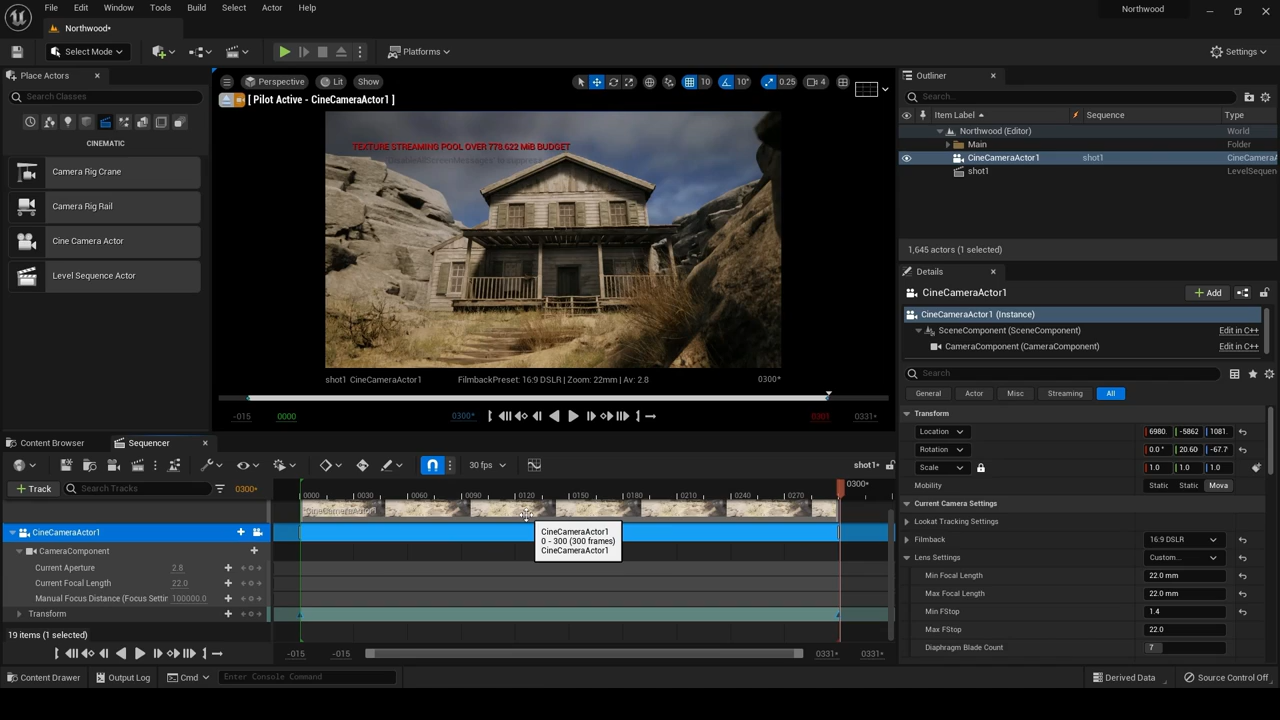 File Edit Window Tools Build Select Actor Help
Northwood
Northwood*
Select Mode
Platforms
Settings
Place Actors
Search Classes
CINEMATIC
Camera Rig Crane
Camera Rig Rail
Cine Camera Actor
Level Sequence Actor
Perspective Lit Show
10 10° 0.25 4
[ Pilot Active - CineCameraActor1 ]
TEXTURE STREAMING POOL OVER 778.622 MiB BUDGET
shot1 CineCameraActor1 FilmbackPreset: 16:9 DSLR | Zoom: 22mm | Av: 2.8 0300*
-015 0000 0300* 0301 0331*
Outliner
Search...
Item Label Sequence Type
Northwood (Editor) World
Main Folder
CineCameraActor1 shot1 CineCameraA
shot1 LevelSequen
1,645 actors (1 selected)
Details
CineCameraActor1
Add
CineCameraActor1 (Instance)
SceneComponent (SceneComponent) Edit in C++
CameraComponent (CameraComponent) Edit in C++
Search
General Actor Misc Streaming All
Transform
Location 6980. -5862 1081.
Rotation 0.0° 20.60 -67.7°
Scale 1.0 1.0 1.0
Mobility Static Static Mova
Current Camera Settings
Lookat Tracking Settings
Filmback 16:9 DSLR
Lens Settings Custom...
Min Focal Length 22.0 mm
Max Focal Length 22.0 mm
Min FStop 1.4
Max FStop 22.0
Diaphragm Blade Count 7
Content Browser Sequencer
30 fps
shot1*
Track
Search Tracks
0300*
0000 0030 0060 0090 0120 0150 0180 0210 0240 0270 0300*
CineCameraActor1
CineCameraActor1
CineCameraActor1
0 - 300 (300 frames)
CineCameraActor1
CameraComponent
Current Aperture 2.8
Current Focal Length 22.0
Manual Focus Distance (Focus Settin 100000.0
Transform
19 items (1 selected)
-015 -015 0331* 0331*
Content Drawer Output Log Cmd Enter Console Command
Derived Data Source Control Off